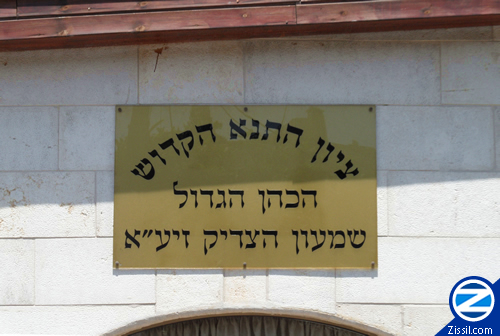 ציון התנא הקדוש
הכהן הגדול
שמעון הצדיק זיע"א
Zissil.com